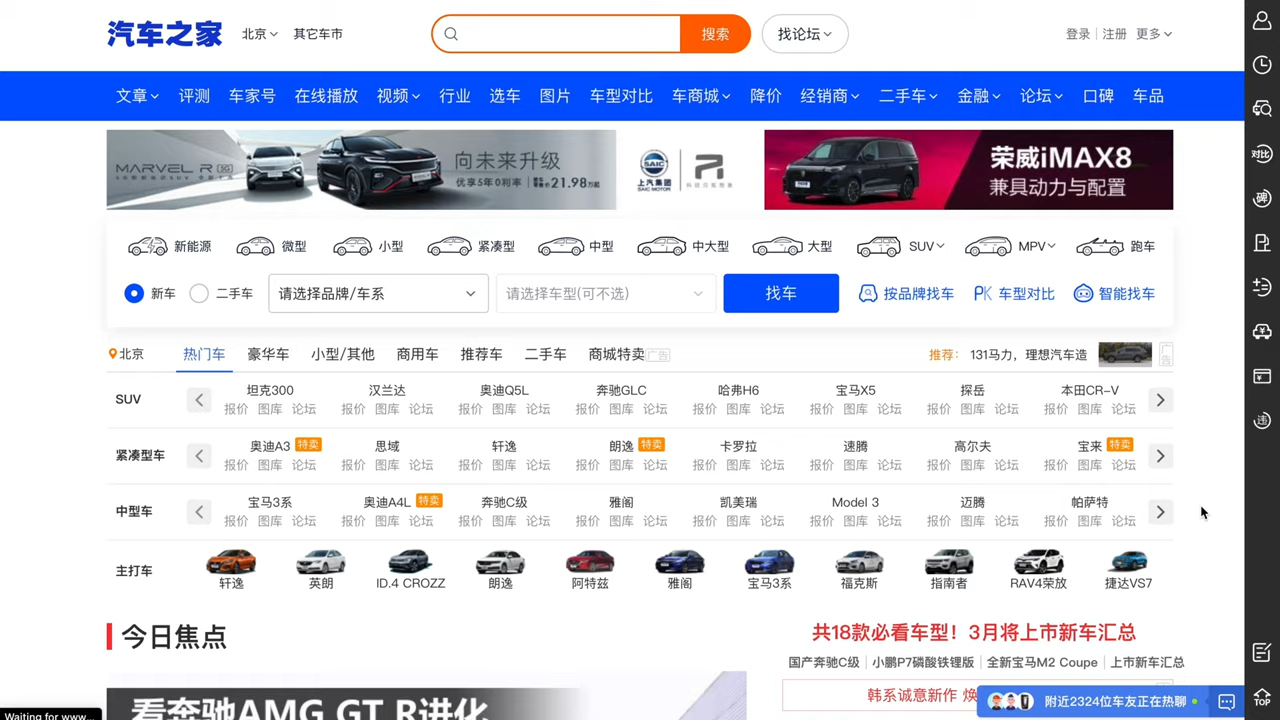 汽车之家 北京 其它车市 搜索 找论坛 登录 注册 更多
文章 评测 车家号 在线播放 视频 行业 选车 图片 车型对比 车商城 降价 经销商 二手车 金融 论坛 口碑 车品
MARVEL R 向未来升级
优享5年0利率 21.98万起
SAIC 上汽集团 SAIC MOTOR
荣威iMAX8
兼具动力与配置
新能源 微型 小型 紧凑型 中型 中大型 大型 SUV MPV 跑车
新车 二手车 请选择品牌/车系 请选择车型(可不选) 找车 按品牌找车 PK 车型对比 智能找车
北京 热门车 豪华车 小型/其他 商用车 推荐车 二手车 商城特卖 广告 推荐： 131马力，理想汽车造 广告
SUV 坦克300 汉兰达 奥迪Q5L 奔驰GLC 哈弗H6 宝马X5 探岳 本田CR-V
报价 图库 论坛 报价 图库 论坛 报价 图库 论坛 报价 图库 论坛 报价 图库 论坛 报价 图库 论坛 报价 图库 论坛 报价 图库 论坛
紧凑型车 奥迪A3 特卖 思域 轩逸 朗逸 特卖 卡罗拉 速腾 高尔夫 宝来 特卖
报价 图库 论坛 报价 图库 论坛 报价 图库 论坛 报价 图库 论坛 报价 图库 论坛 报价 图库 论坛 报价 图库 论坛 报价 图库 论坛
中型车 宝马3系 奥迪A4L 特卖 奔驰C级 雅阁 凯美瑞 Model 3 迈腾 帕萨特
报价 图库 论坛 报价 图库 论坛 报价 图库 论坛 报价 图库 论坛 报价 图库 论坛 报价 图库 论坛 报价 图库 论坛 报价 图库 论坛
主打车 轩逸 英朗 ID.4 CROZZ 朗逸 阿特兹 雅阁 宝马3系 福克斯 指南者 RAV4荣放 捷达VS7
今日焦点
看奔驰AMG GT R进化
共18款必看车型！3月将上市新车汇总
国产奔驰C级 小鹏P7磷酸铁锂版 全新宝马M2 Coupe 上市新车汇总
韩系诚意新作 焕
附近2324位车友正在热聊
对比
碑
违
TOP
Waiting for www...